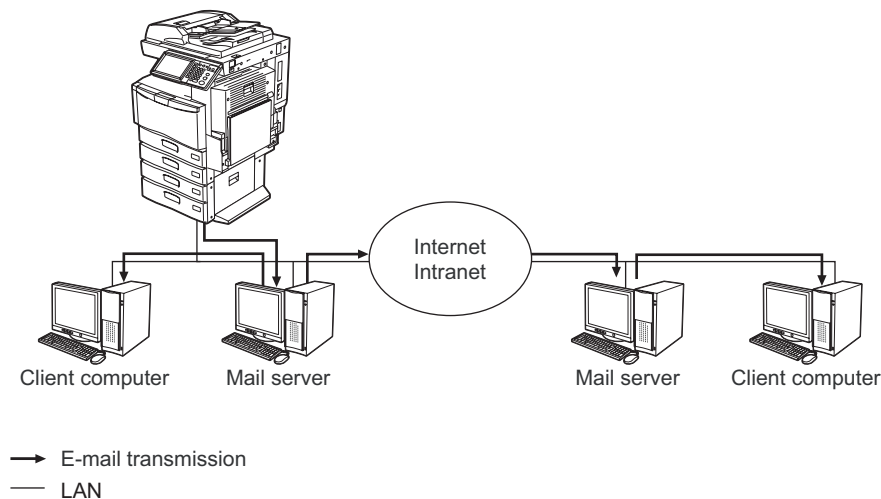 Internet
Intranet
Client computer
Mail server
Mail server
Client computer
E-mail transmission
LAN